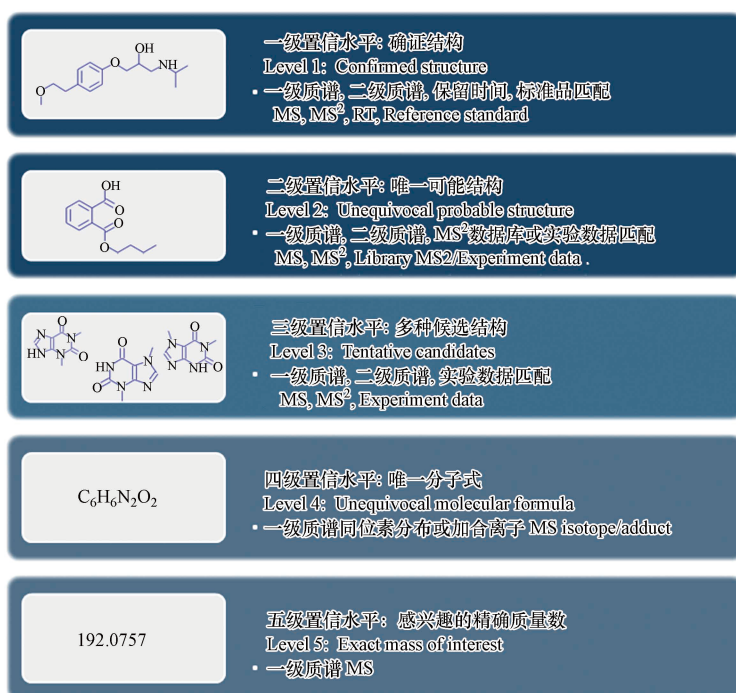 一级置信水平: 确证结构
Level 1: Confirmed structure
一级质谱, 二级质谱, 保留时间, 标准品匹配
MS, MS², RT, Reference standard
OH
O
NH
O
二级置信水平: 唯一可能结构
Level 2: Unequivocal probable structure
一级质谱, 二级质谱, MS²数据库或实验数据匹配
MS, MS², Library MS2/Experiment data .
OH
O
O
O
三级置信水平: 多种候选结构
Level 3: Tentative candidates
一级质谱, 二级质谱, 实验数据匹配
MS, MS², Experiment data
O
N
N
HN
N
O
O
HN
N
O
N
N
O
N
N
N
NH
O
四级置信水平: 唯一分子式
Level 4: Unequivocal molecular formula
一级质谱同位素分布或加合离子 MS isotope/adduct
C₆H₆N₂O₂
五级置信水平: 感兴趣的精确质量数
Level 5: Exact mass of interest
一级质谱 MS
192.0757